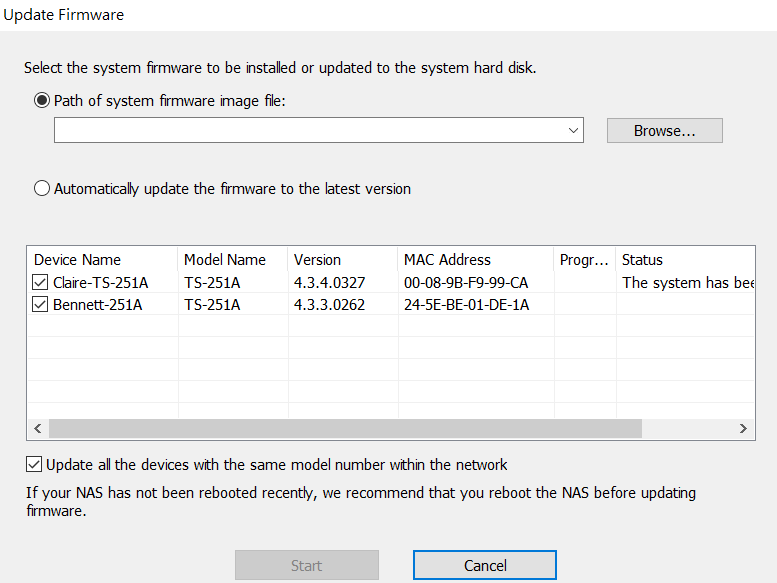 Update Firmware
Select the system firmware to be installed or updated to the system hard disk.
Path of system firmware image file:
Browse...
Automatically update the firmware to the latest version
Device Name Model Name Version MAC Address Progr... Status
Claire-TS-251A TS-251A 4.3.4.0327 00-08-9B-F9-99-CA The system has bee
Bennett-251A TS-251A 4.3.3.0262 24-5E-BE-01-DE-1A
Update all the devices with the same model number within the network
If your NAS has not been rebooted recently, we recommend that you reboot the NAS before updating
firmware.
Start Cancel